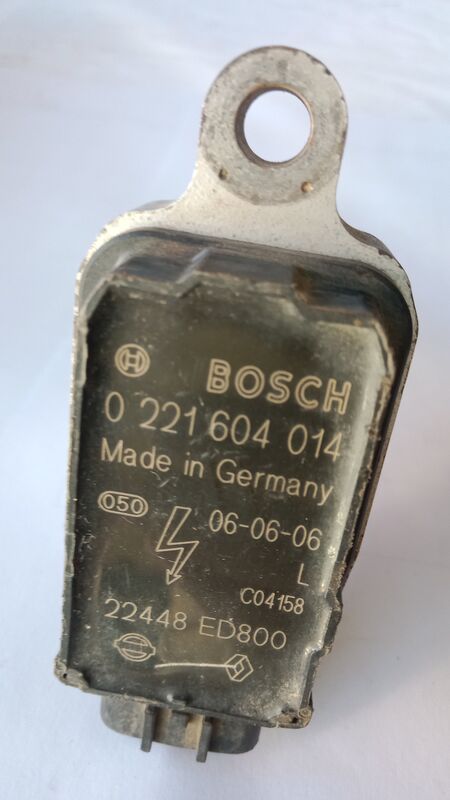 BOSCH
0 221 604 014
Made in Germany
050 06-06-06
L
C04158
22448 ED800